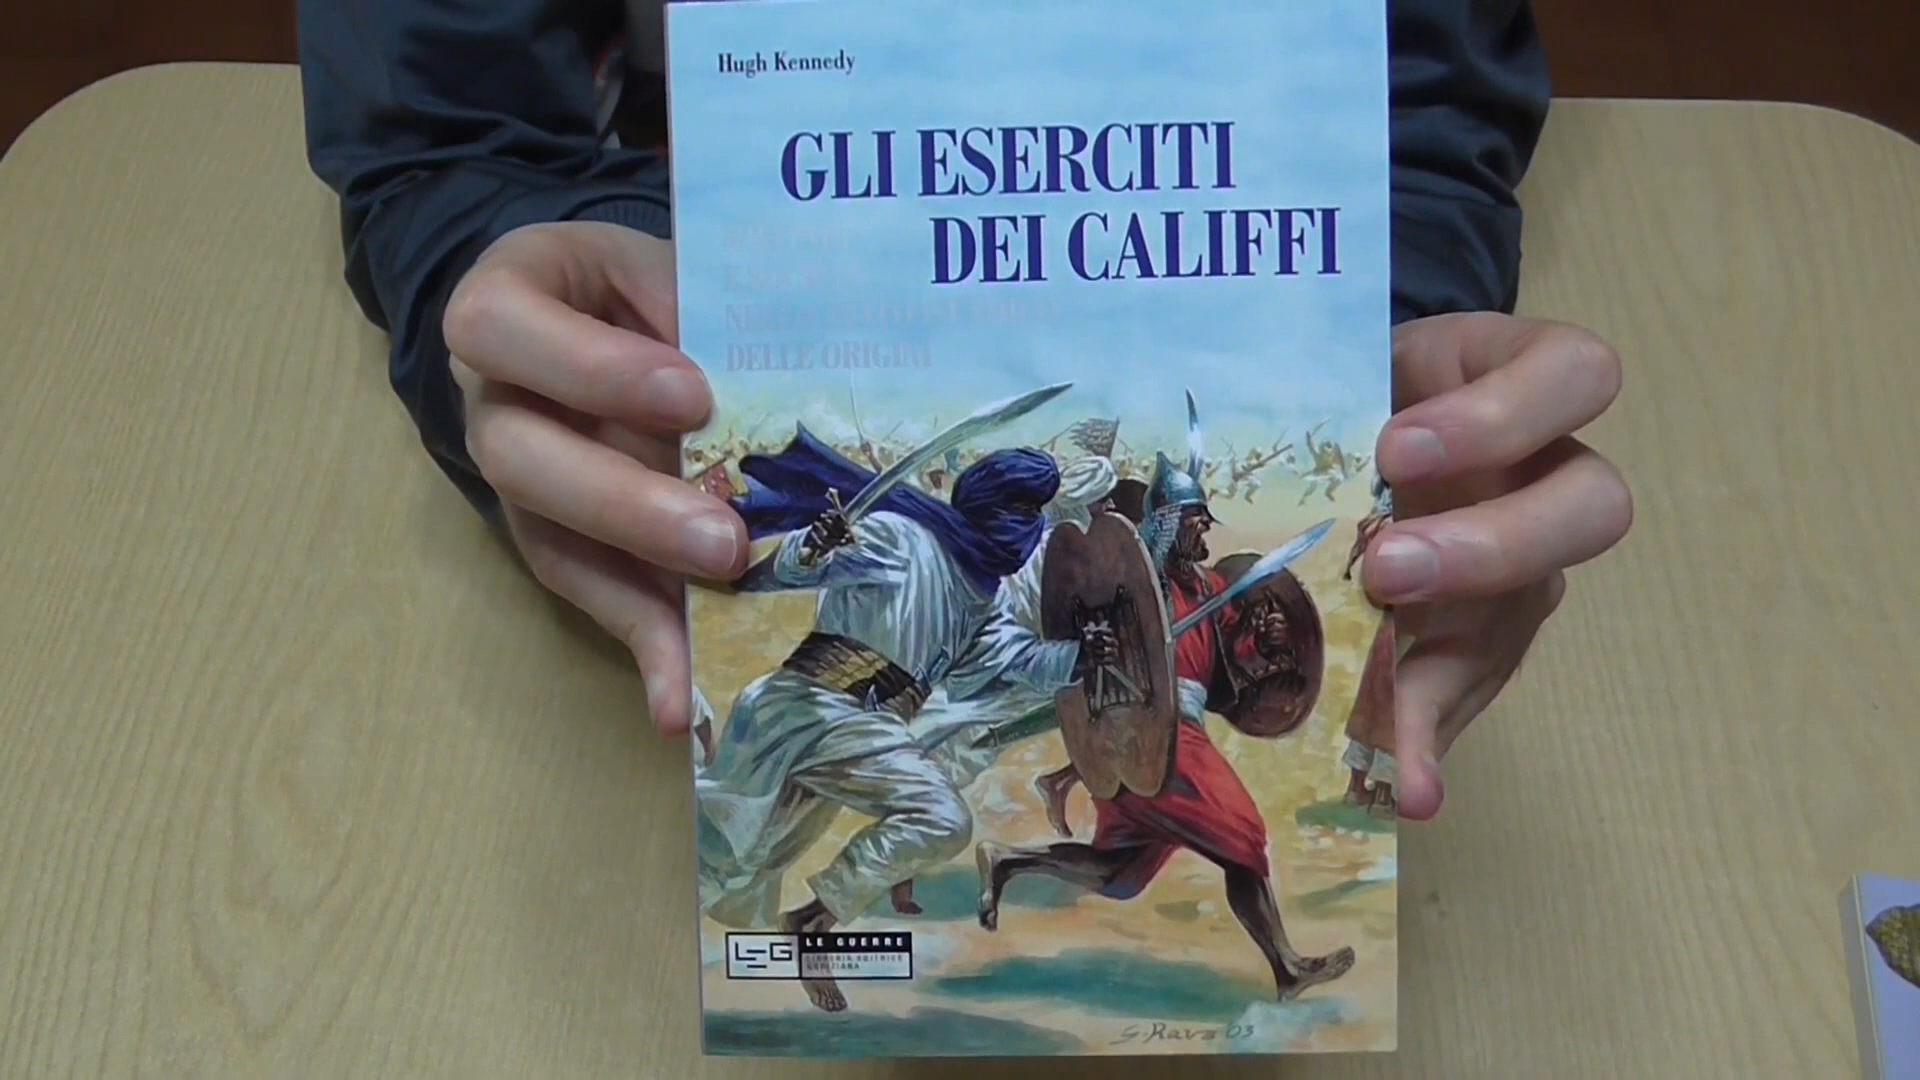 Hugh Kennedy
GLI ESERCITI
DEI CALIFFI
DELLE ORIGINI
LEG
LE GUERRE
LIBRERIA EDITRICE
GORIZIANA
G. Rava 03